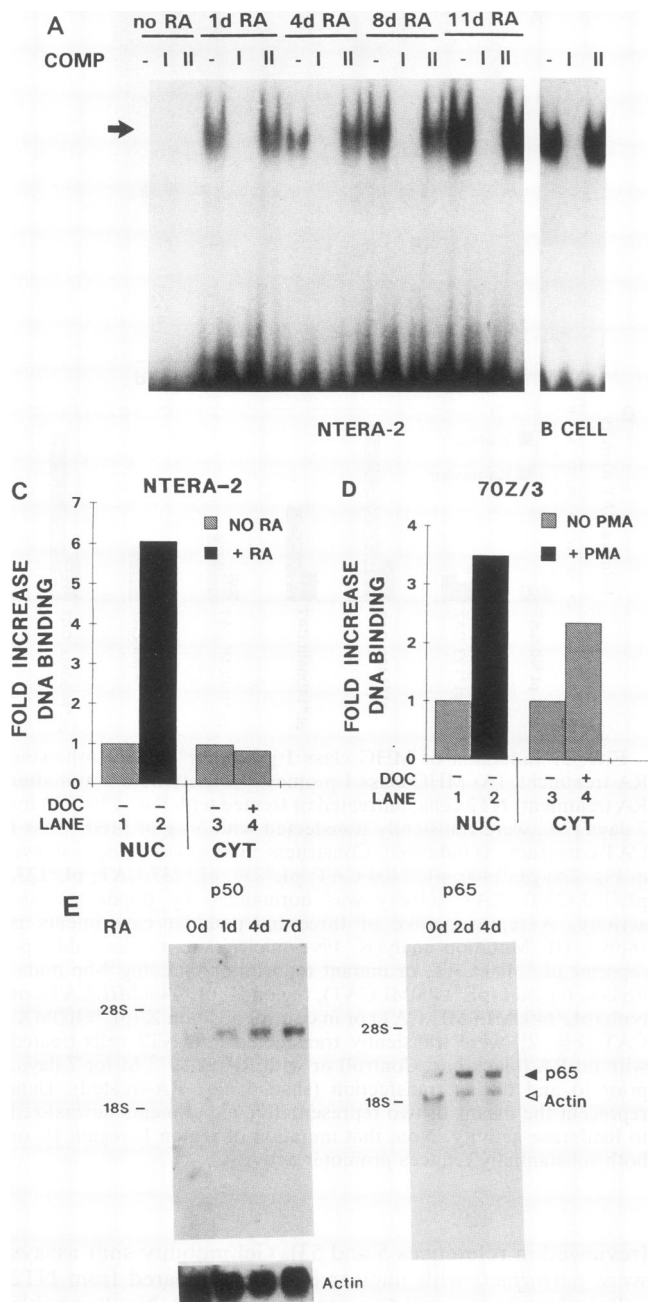 A no RA 1d RA 4d RA 8d RA 11d RA
COMP - I II - I II - I II - I II - I II - I II
NTERA-2 B CELL
C NTERA-2
7
6
5
4
3
2
1
0
FOLD INCREASE
DNA BINDING
NO RA
+ RA
DOC
LANE 1 2 3 4
NUC CYT
D 70Z/3
4
3
2
1
0
FOLD INCREASE
DNA BINDING
NO PMA
+ PMA
DOC − − − +
LANE 1 2 3
NUC CYT
E p50
RA 0d 1d 4d 7d
28S −
18S −
Actin
p65
0d 2d 4d
28S −
18S −
p65
Actin